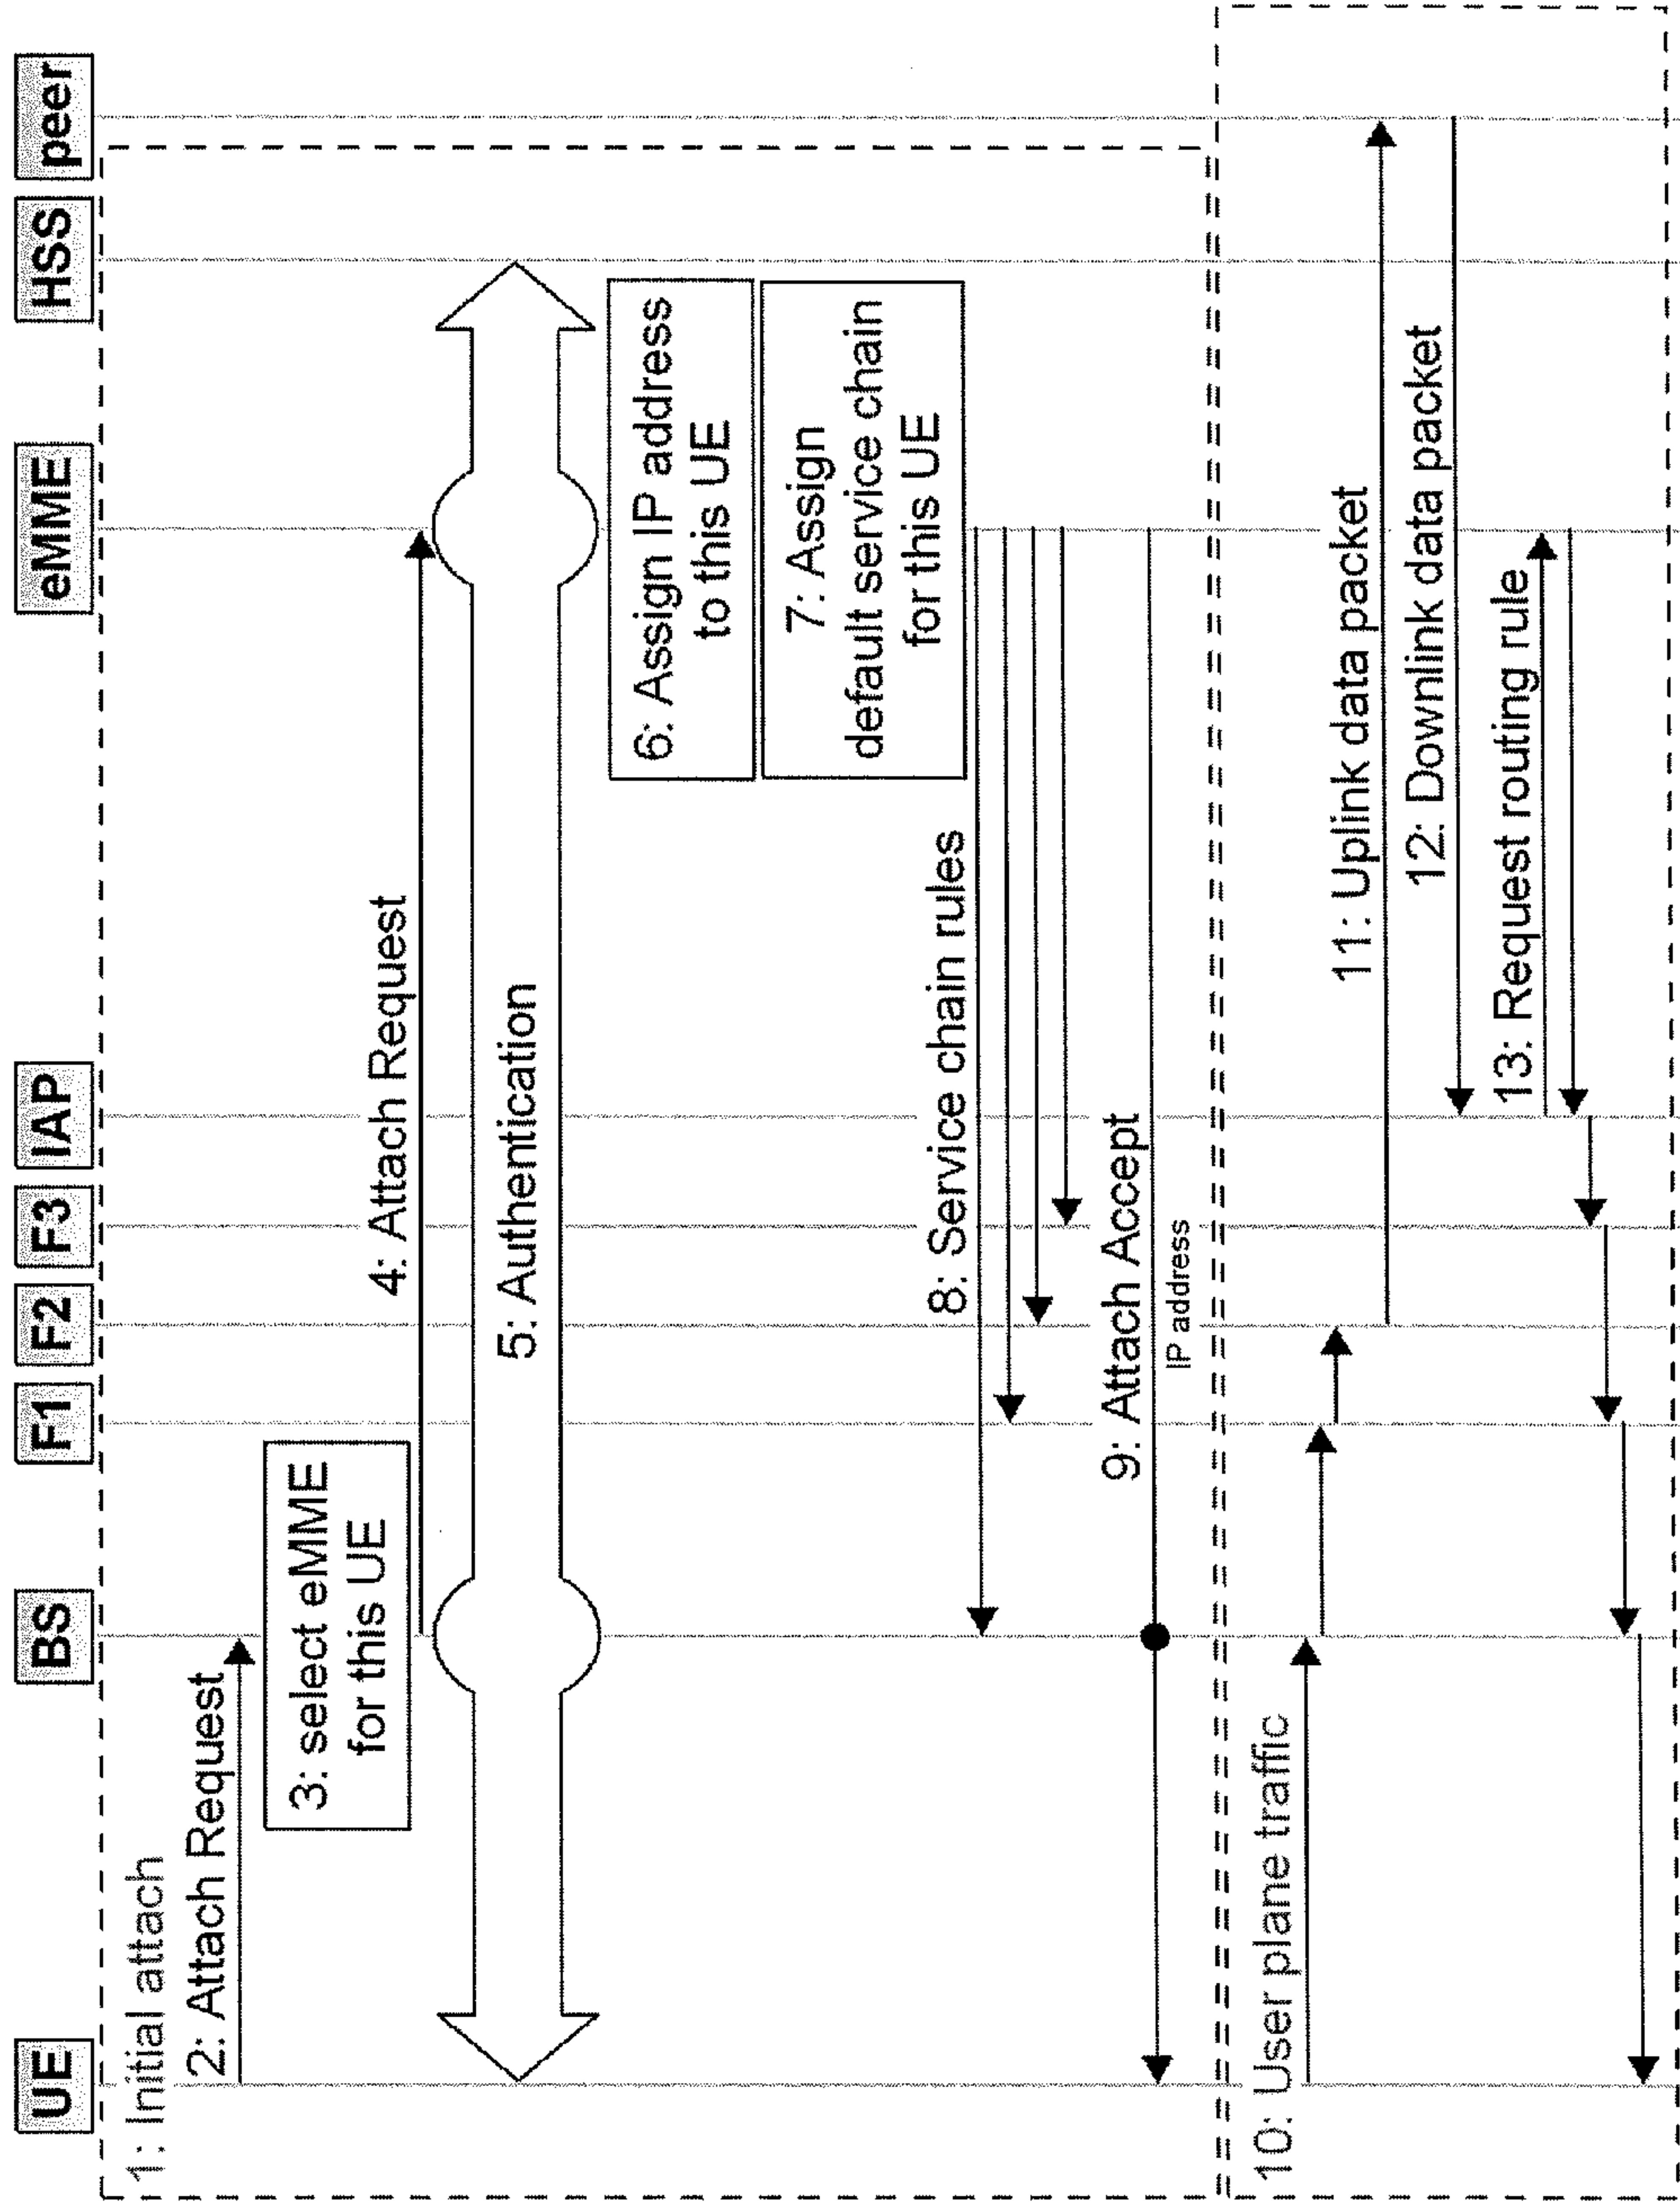 UE
BS
F1
F2
F3
IAP
eMME
HSS
peer
1: Initial attach
2: Attach Request
3: select eMME
for this UE
4: Attach Request
5: Authentication
6: Assign IP address
to this UE
7: Assign
default service chain
for this UE
8: Service chain rules
9: Attach Accept
IP address
10: User plane traffic
11: Uplink data packet
12: Downlink data packet
13: Request routing rule